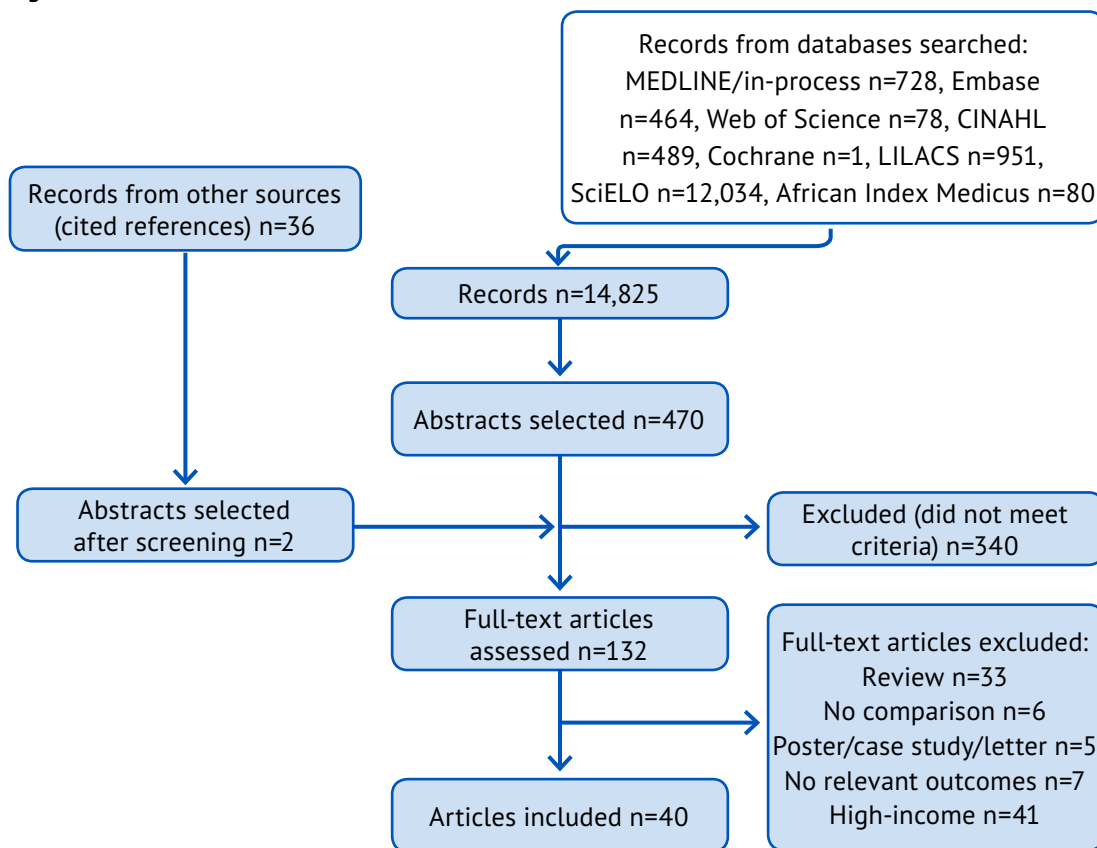 Records from databases searched:
MEDLINE/in-process n=728, Embase
n=464, Web of Science n=78, CINAHL
n=489, Cochrane n=1, LILACS n=951,
SciELO n=12,034, African Index Medicus n=80
Records from other sources
(cited references) n=36
Records n=14,825
Abstracts selected n=470
Abstracts selected
after screening n=2
Excluded (did not meet
criteria) n=340
Full-text articles
assessed n=132
Full-text articles excluded:
Review n=33
No comparison n=6
Poster/case study/letter n=5
No relevant outcomes n=7
High-income n=41
Articles included n=40